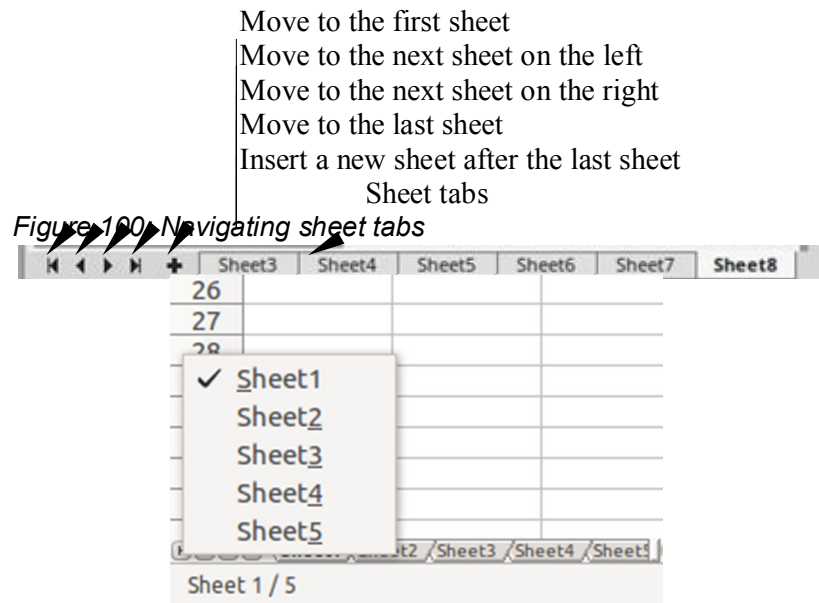 Move to the first sheet
Move to the next sheet on the left
Move to the next sheet on the right
Move to the last sheet
Insert a new sheet after the last sheet
Sheet tabs
Figure 100: Navigating sheet tabs
Sheet3 Sheet4 Sheet5 Sheet6 Sheet7 Sheet8
26
27
28
Sheet1
Sheet2
Sheet3
Sheet4
Sheet5
Sheet3 Sheet4
Sheet 1 / 5